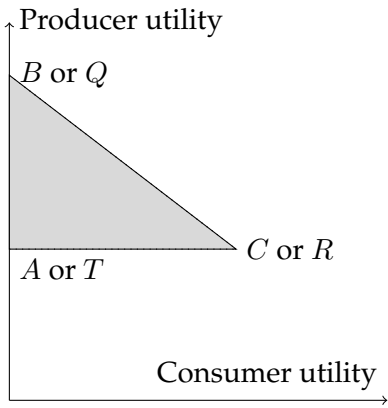 Producer utility
B or Q
C or R
A or T
Consumer utility